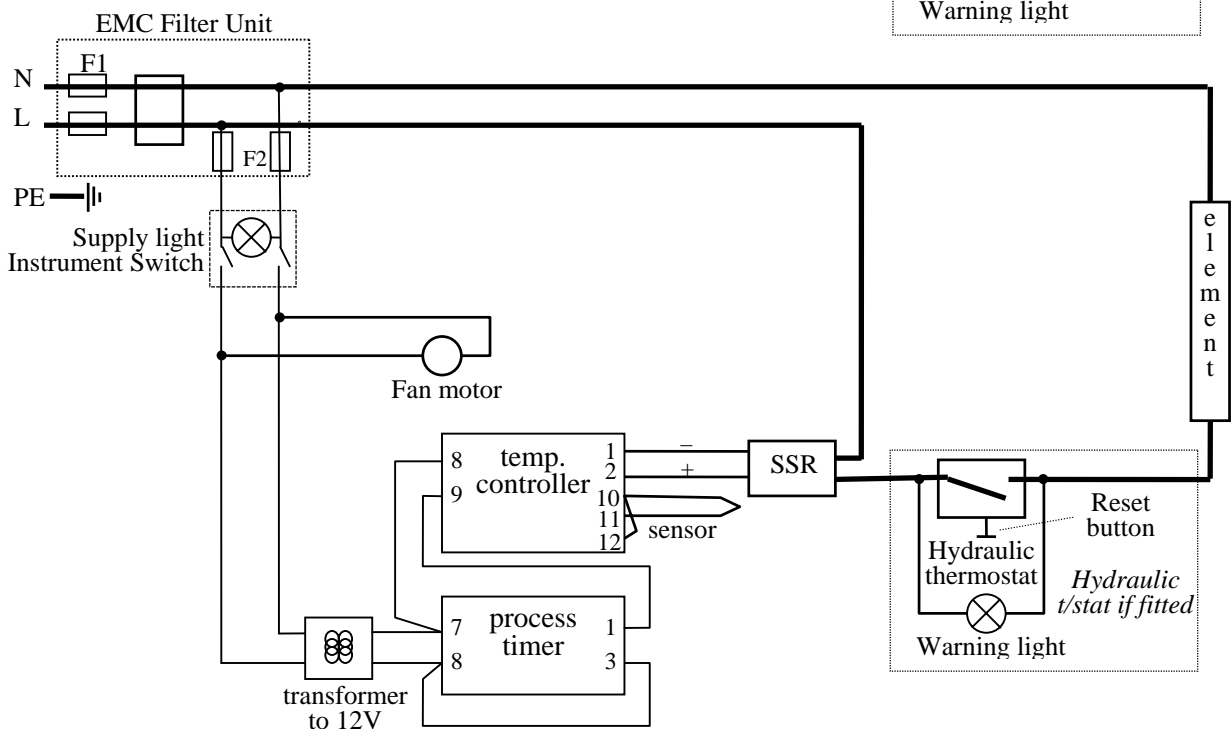 Warning light
EMC Filter Unit
F1
N
L
F2
PE
Supply light
Instrument Switch
element
Fan motor
8
9
temp.
controller
1
2
10
11
12
–
+
SSR
sensor
Reset
button
Hydraulic
thermostat
Hydraulic
t/stat if fitted
Warning light
7
8
process
timer
1
3
transformer
to 12V